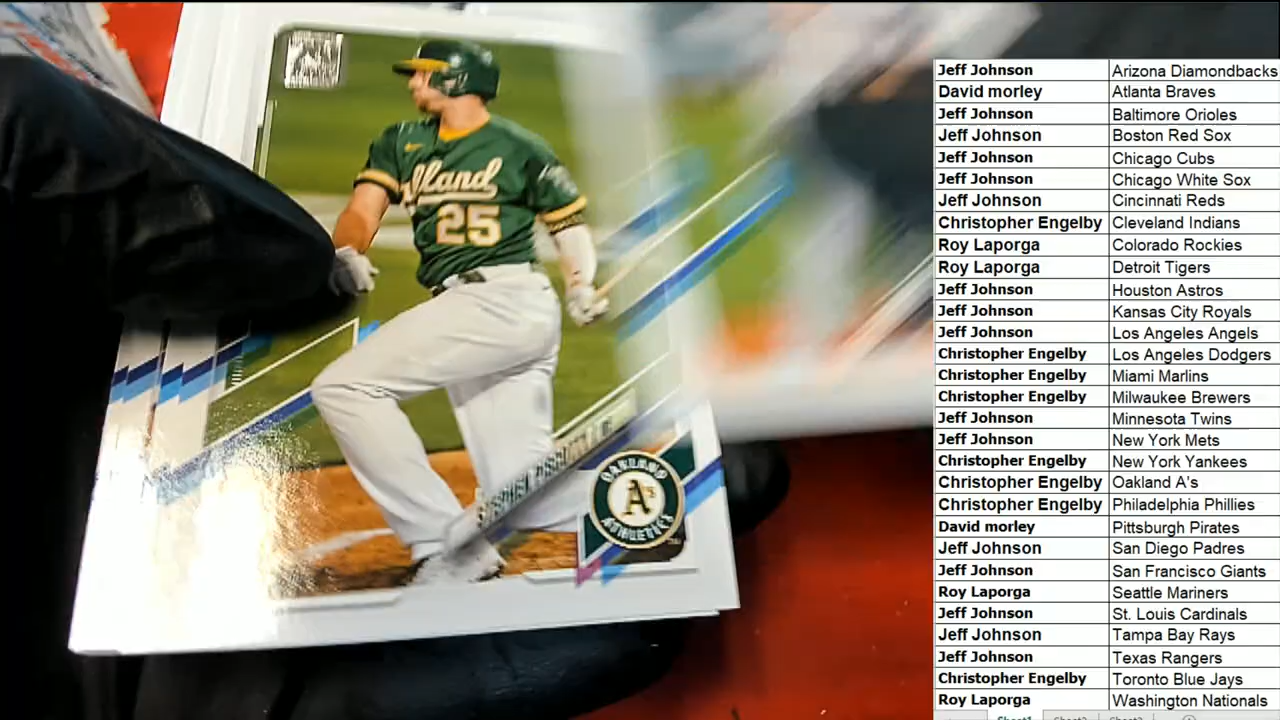 land
25
OAKLAND
A's
ATHLETICS
Jeff Johnson Arizona Diamondbacks
David morley Atlanta Braves
Jeff Johnson Baltimore Orioles
Jeff Johnson Boston Red Sox
Jeff Johnson Chicago Cubs
Jeff Johnson Chicago White Sox
Jeff Johnson Cincinnati Reds
Christopher Engelby Cleveland Indians
Roy Laporga Colorado Rockies
Roy Laporga Detroit Tigers
Jeff Johnson Houston Astros
Jeff Johnson Kansas City Royals
Jeff Johnson Los Angeles Angels
Christopher Engelby Los Angeles Dodgers
Christopher Engelby Miami Marlins
Christopher Engelby Milwaukee Brewers
Jeff Johnson Minnesota Twins
Jeff Johnson New York Mets
Christopher Engelby New York Yankees
Christopher Engelby Oakland A's
Christopher Engelby Philadelphia Phillies
David morley Pittsburgh Pirates
Jeff Johnson San Diego Padres
Jeff Johnson San Francisco Giants
Roy Laporga Seattle Mariners
Jeff Johnson St. Louis Cardinals
Jeff Johnson Tampa Bay Rays
Jeff Johnson Texas Rangers
Christopher Engelby Toronto Blue Jays
Roy Laporga Washington Nationals
Sheet1 Sheet2 Sheet3